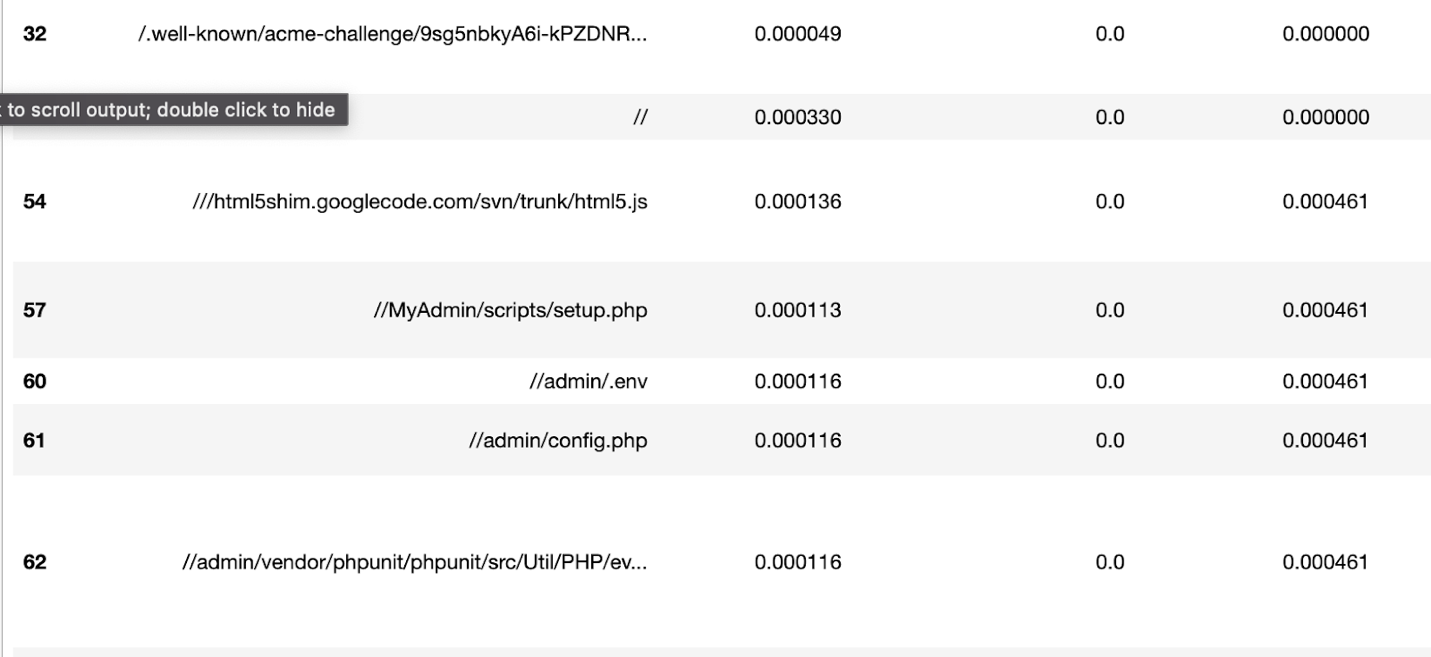 32 /.well-known/acme-challenge/9sg5nbkyA6i-kPZDNR... 0.000049 0.0 0.000000
to scroll output; double click to hide // 0.000330 0.0 0.000000
54 ///html5shim.googlecode.com/svn/trunk/html5.js 0.000136 0.0 0.000461
57 //MyAdmin/scripts/setup.php 0.000113 0.0 0.000461
60 //admin/.env 0.000116 0.0 0.000461
61 //admin/config.php 0.000116 0.0 0.000461
62 //admin/vendor/phpunit/phpunit/src/Util/PHP/ev... 0.000116 0.0 0.000461